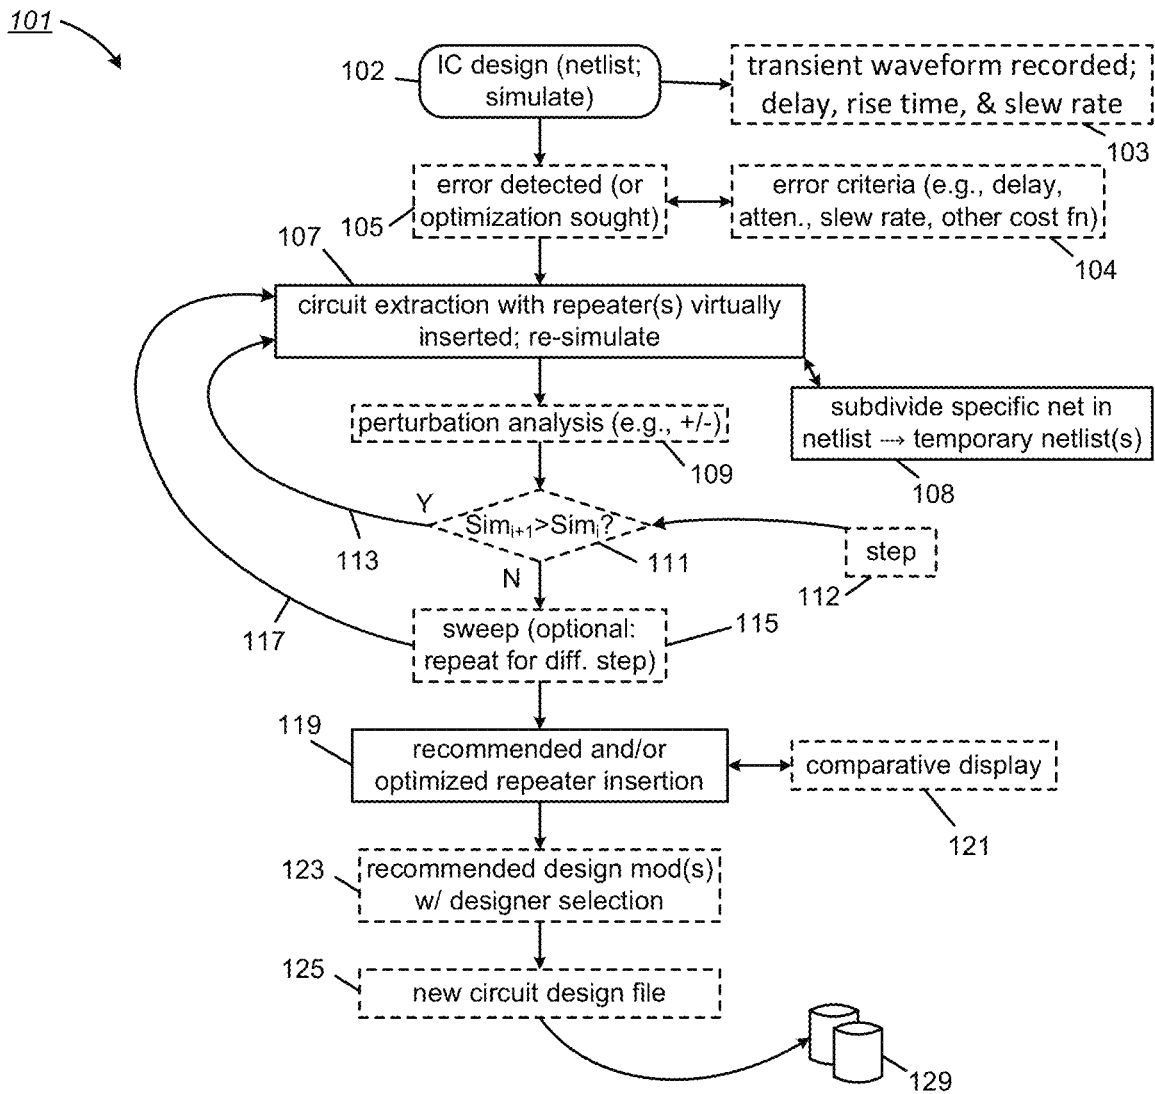 101
IC design (netlist;
simulate)
102
transient waveform recorded;
delay, rise time, & slew rate
103
error detected (or
optimization sought)
105
error criteria (e.g., delay,
atten., slew rate, other cost fn)
104
107
circuit extraction with repeater(s) virtually
inserted; re-simulate
subdivide specific net in
netlist ⤏ temporary netlist(s)
108
perturbation analysis (e.g., +/-)
109
Y
Simi+1>Simi?
111
113
N
step
112
117
sweep (optional:
repeat for diff. step)
115
119
recommended and/or
optimized repeater insertion
comparative display
121
123
recommended design mod(s)
w/ designer selection
125
new circuit design file
129